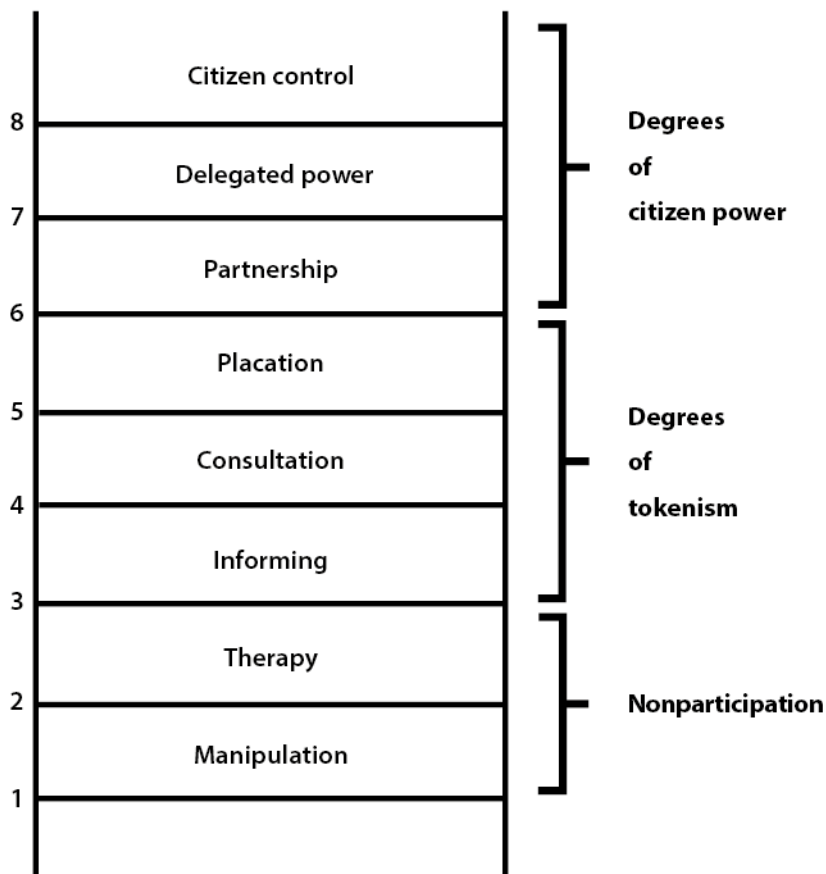 Citizen control
8
Delegated power
7
Partnership
6
Placation
5
Consultation
4
Informing
3
Therapy
2
Manipulation
1
Degrees
of
citizen power
Degrees
of
tokenism
Nonparticipation